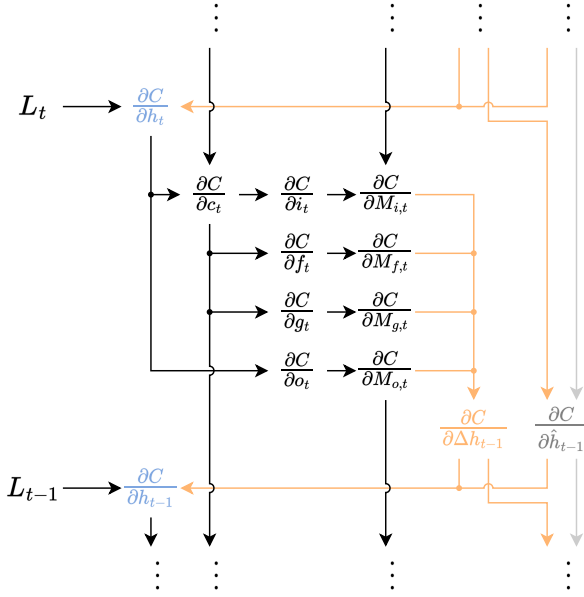 L_t ∂C/∂h_t
∂C/∂c_t ∂C/∂i_t ∂C/∂M_{i,t}
∂C/∂f_t ∂C/∂M_{f,t}
∂C/∂g_t ∂C/∂M_{g,t}
∂C/∂o_t ∂C/∂M_{o,t}
∂C/∂Δh_{t−1} ∂C/∂ĥ_{t−1}
L_{t−1} ∂C/∂h_{t−1}